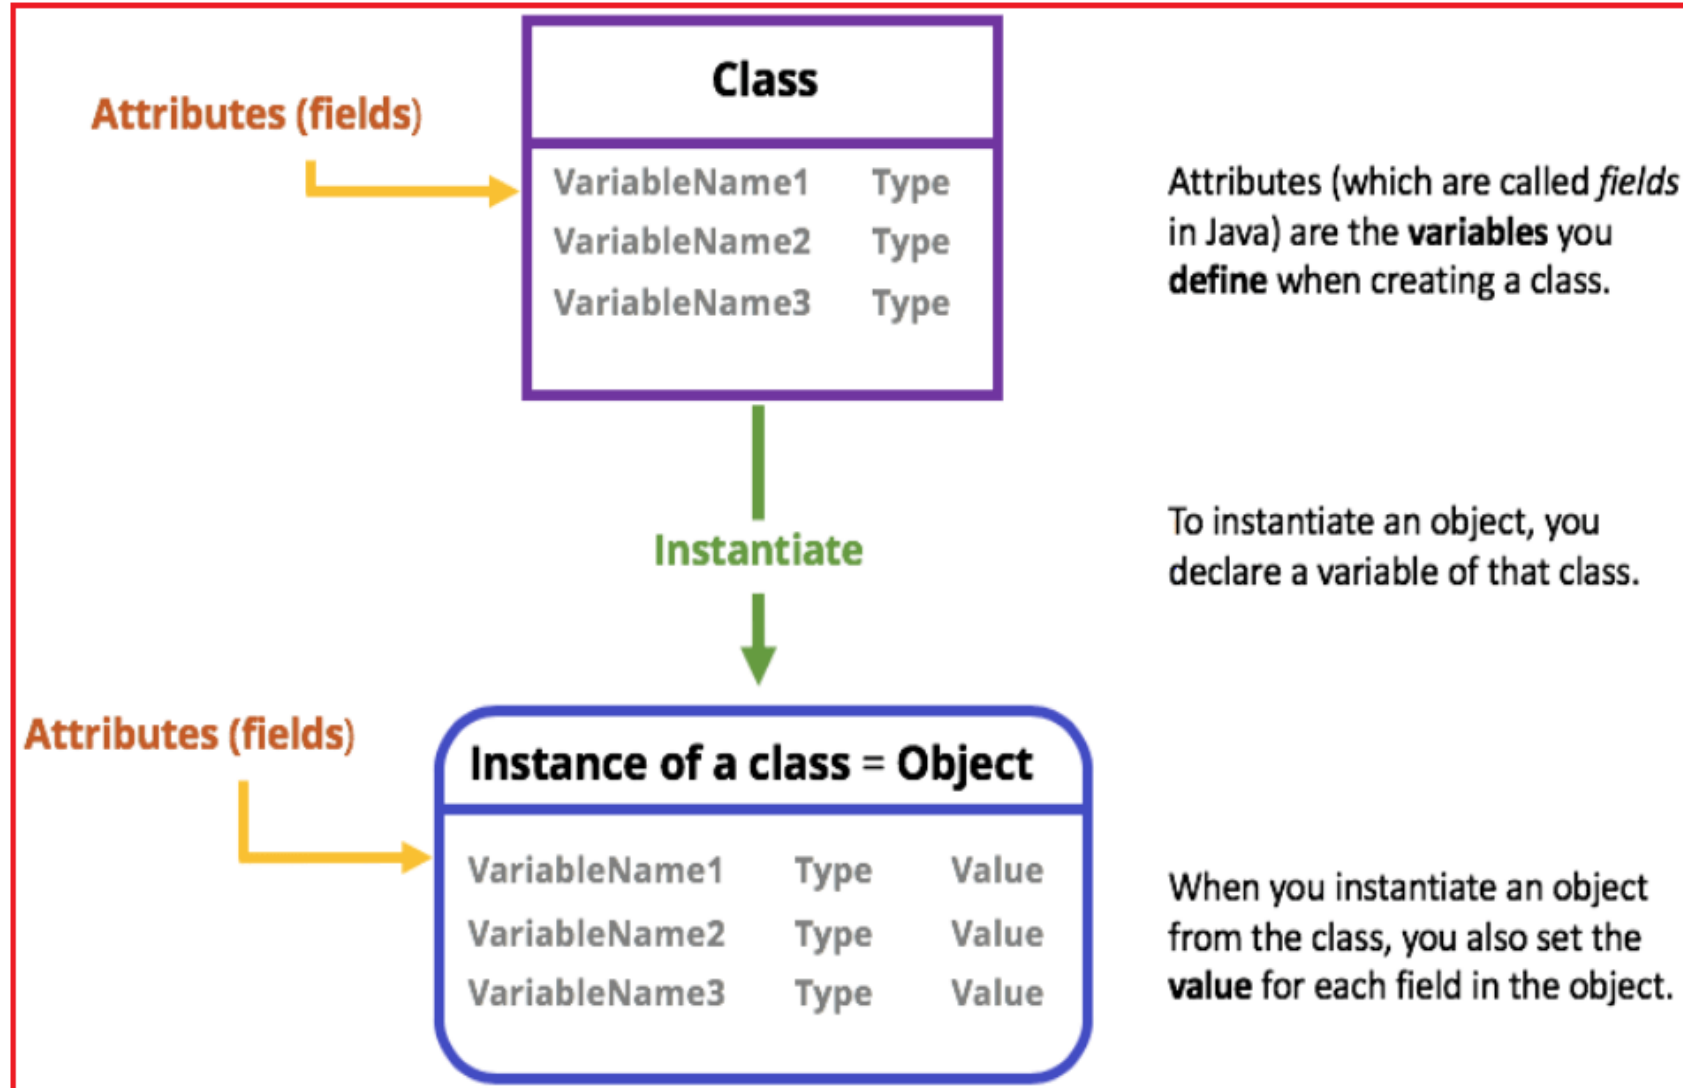 Class
Attributes (fields)
VariableName1 Type
VariableName2 Type
VariableName3 Type
Attributes (which are called fields
in Java) are the variables you
define when creating a class.
Instantiate
To instantiate an object, you
declare a variable of that class.
Attributes (fields)
Instance of a class = Object
VariableName1 Type Value
VariableName2 Type Value
VariableName3 Type Value
When you instantiate an object
from the class, you also set the
value for each field in the object.